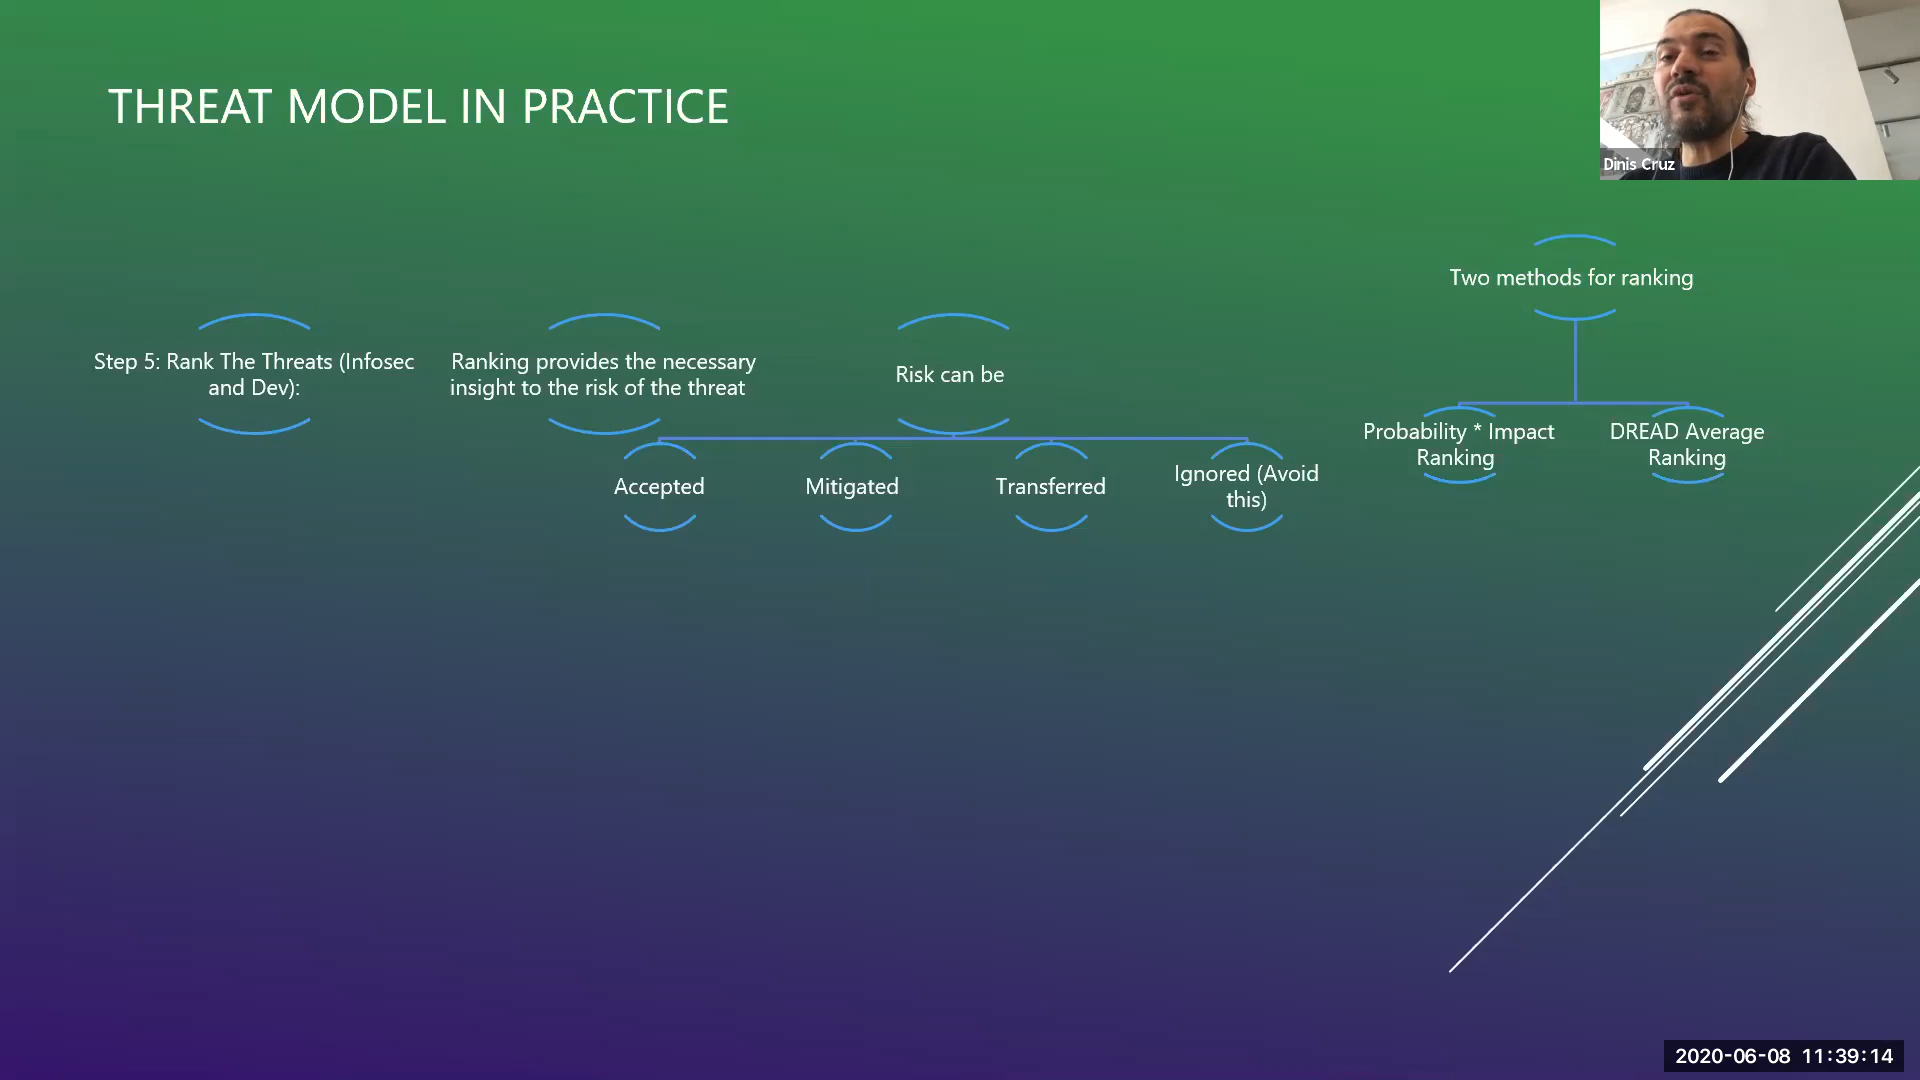 THREAT MODEL IN PRACTICE
Dinis Cruz
Step 5: Rank The Threats (Infosec
and Dev):
Ranking provides the necessary
insight to the risk of the threat
Risk can be
Accepted
Mitigated
Transferred
Ignored (Avoid
this)
Two methods for ranking
Probability * Impact
Ranking
DREAD Average
Ranking
2020-06-08 11:39:14